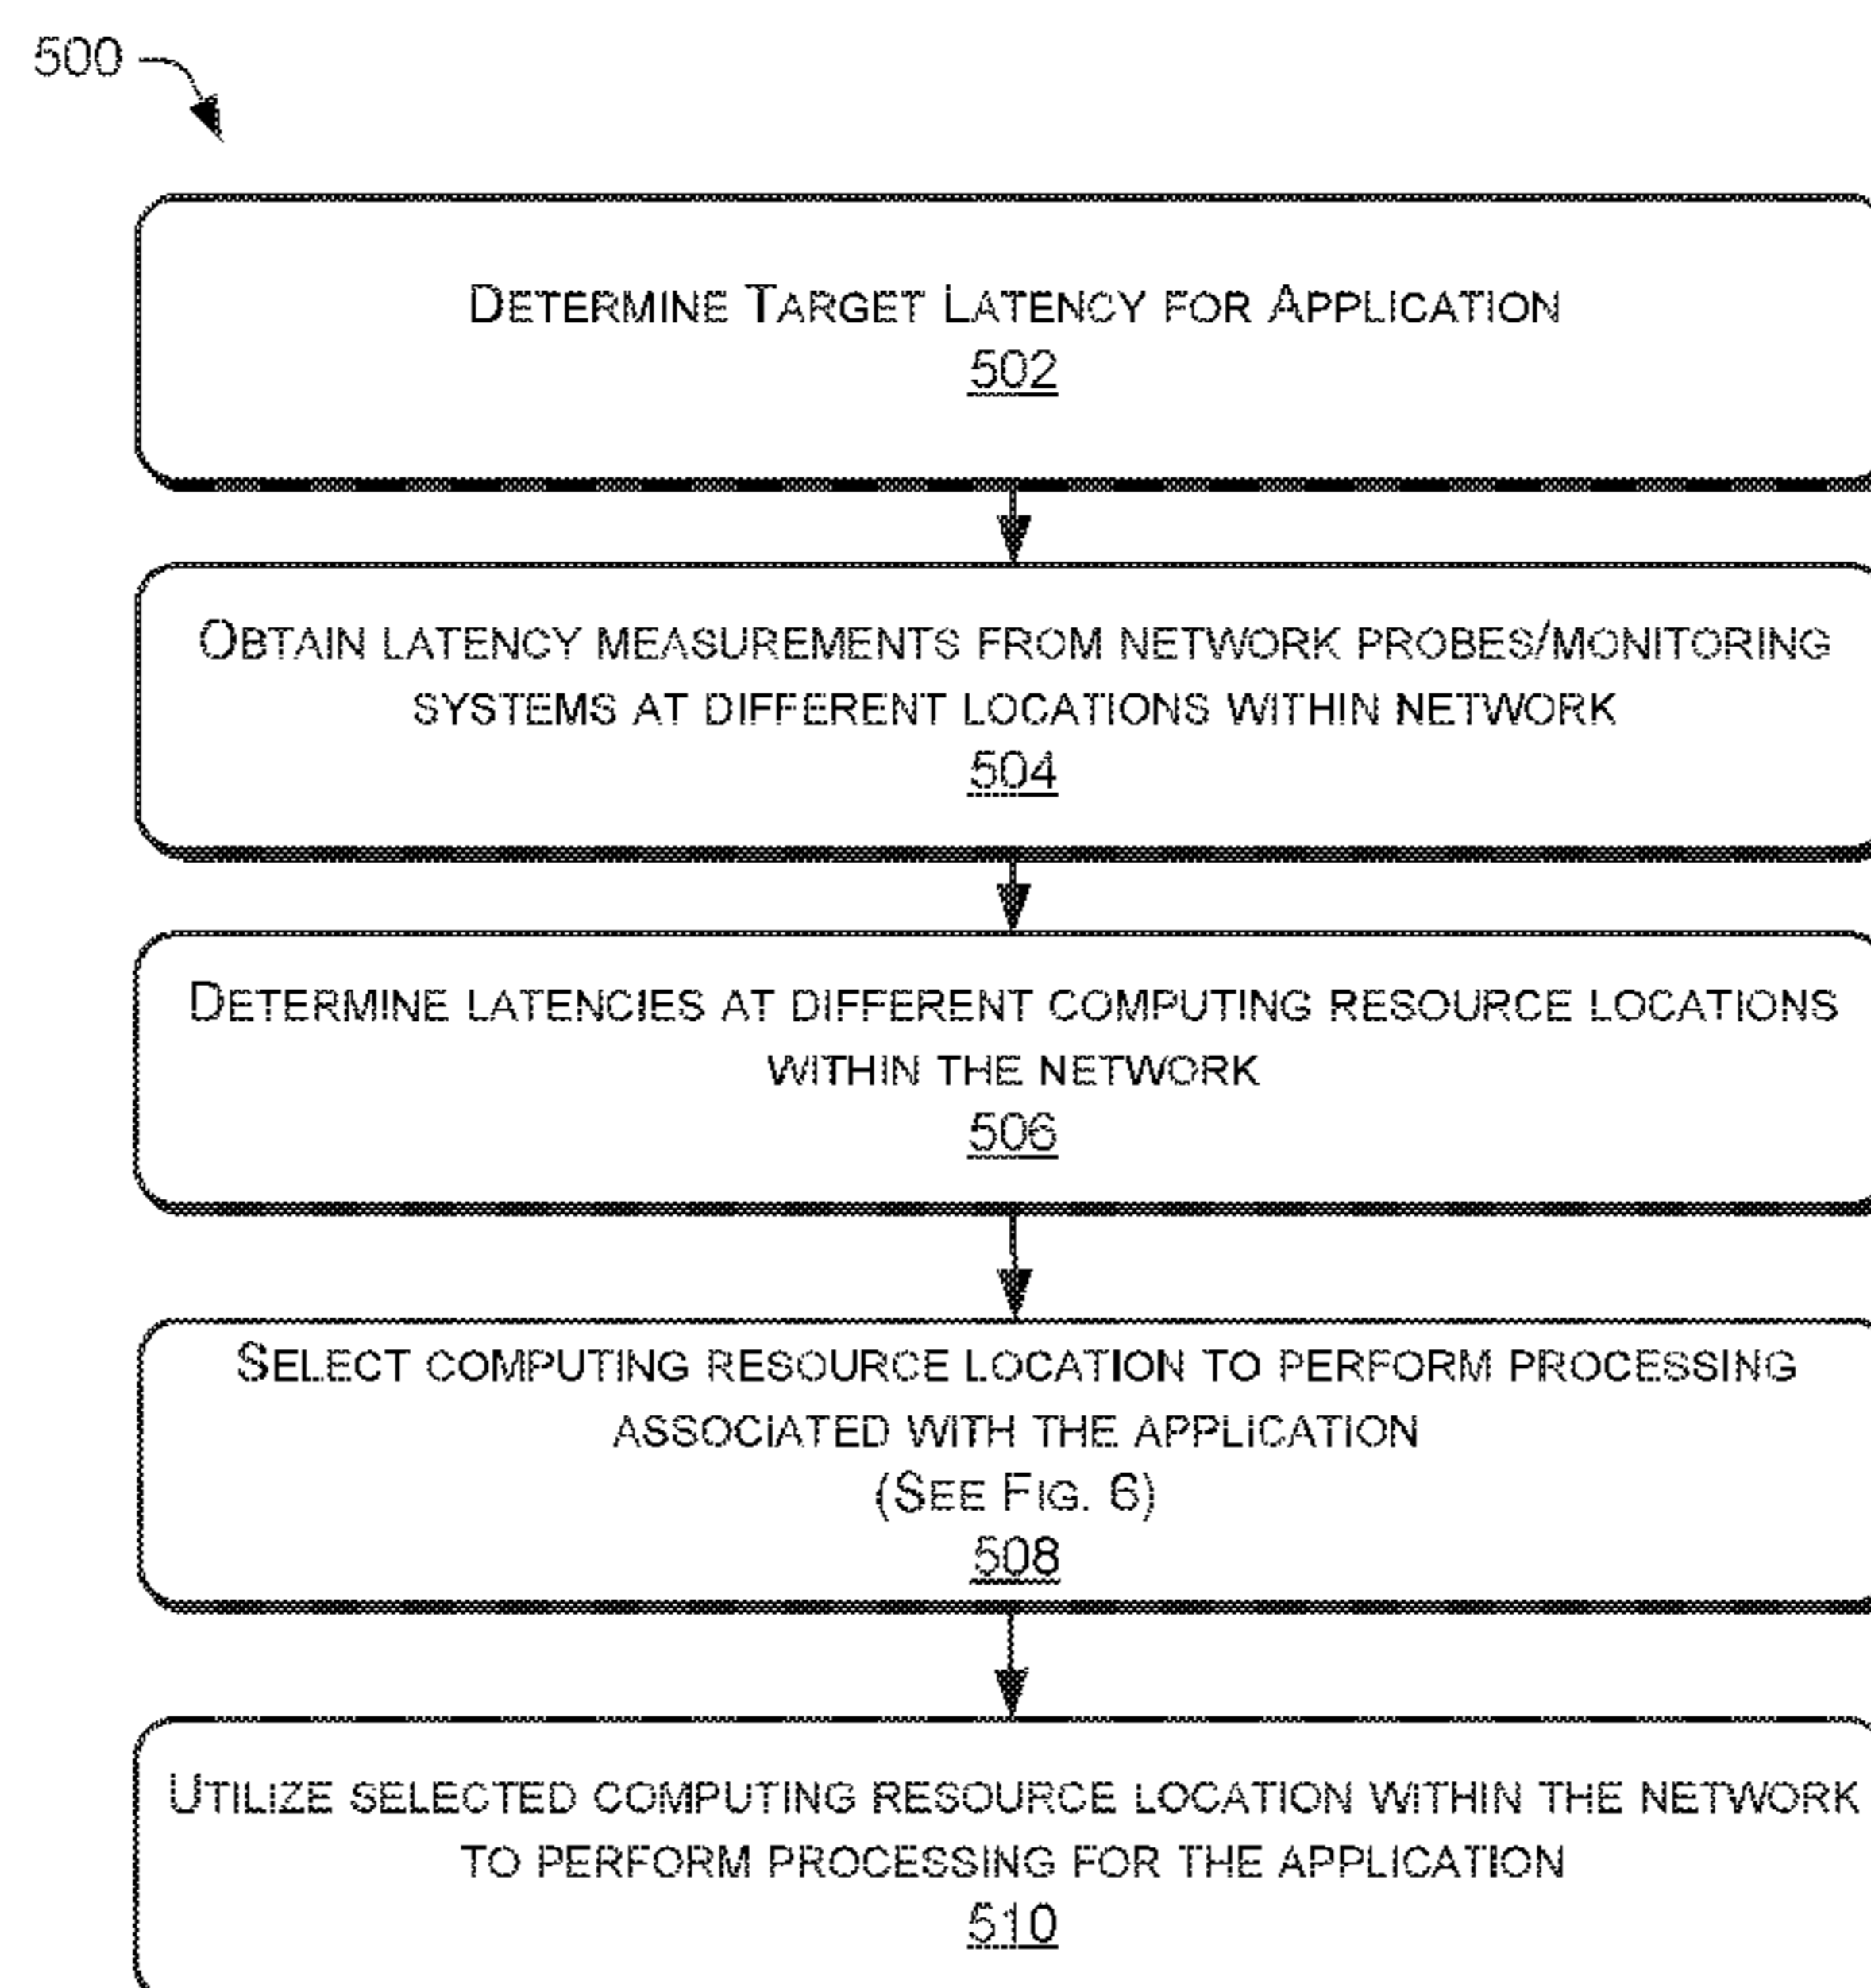 500
DETERMINE TARGET LATENCY FOR APPLICATION
502
OBTAIN LATENCY MEASUREMENTS FROM NETWORK PROBES/MONITORING
SYSTEMS AT DIFFERENT LOCATIONS WITHIN NETWORK
504
DETERMINE LATENCIES AT DIFFERENT COMPUTING RESOURCE LOCATIONS
WITHIN THE NETWORK
506
SELECT COMPUTING RESOURCE LOCATION TO PERFORM PROCESSING
ASSOCIATED WITH THE APPLICATION
(SEE FIG. 6)
508
UTILIZE SELECTED COMPUTING RESOURCE LOCATION WITHIN THE NETWORK
TO PERFORM PROCESSING FOR THE APPLICATION
510